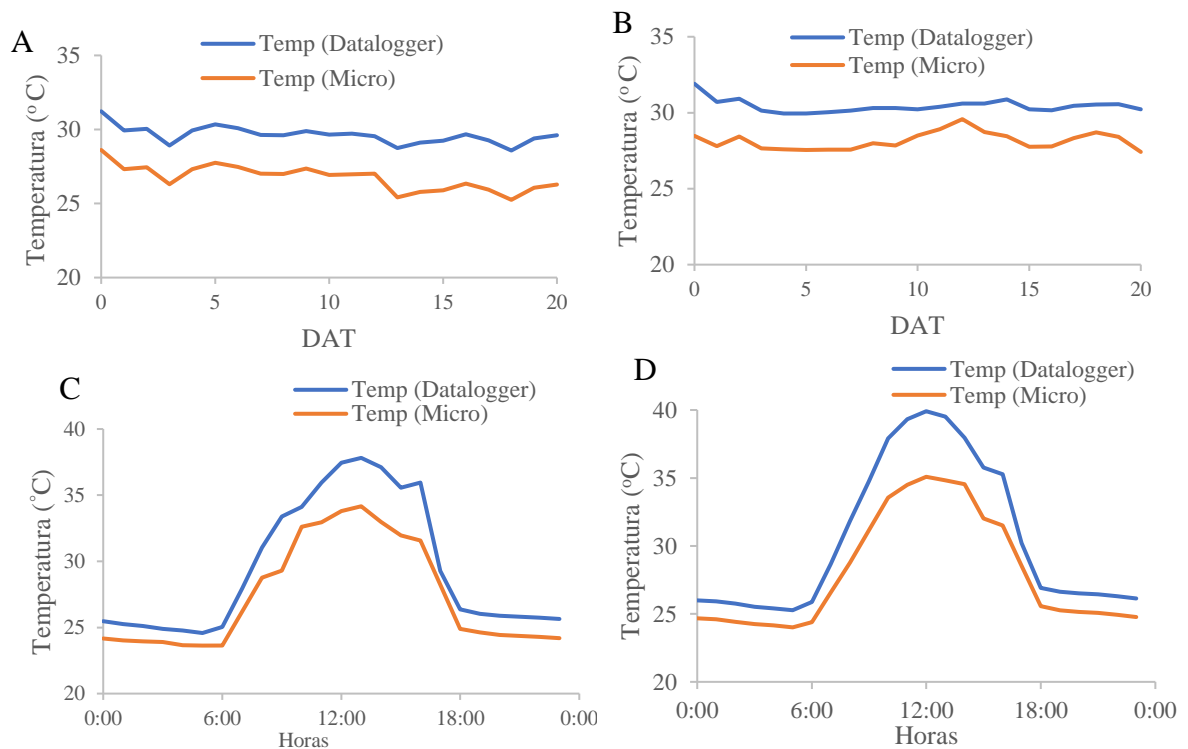 A
Temp (Datalogger)
Temp (Micro)
Temperatura (°C)
35
30
25
20
0
5
10
15
20
DAT
B
Temp (Datalogger)
Temp (Micro)
Temperatura (°C)
35
30
25
20
0
5
10
15
20
DAT
C
Temp (Datalogger)
Temp (Micro)
Temperatura (°C)
40
35
30
25
20
0:00
6:00
12:00
18:00
0:00
Horas
D
Temp (Datalogger)
Temp (Micro)
Temperatura (°C)
40
35
30
25
20
0:00
6:00
12:00
18:00
0:00
Horas